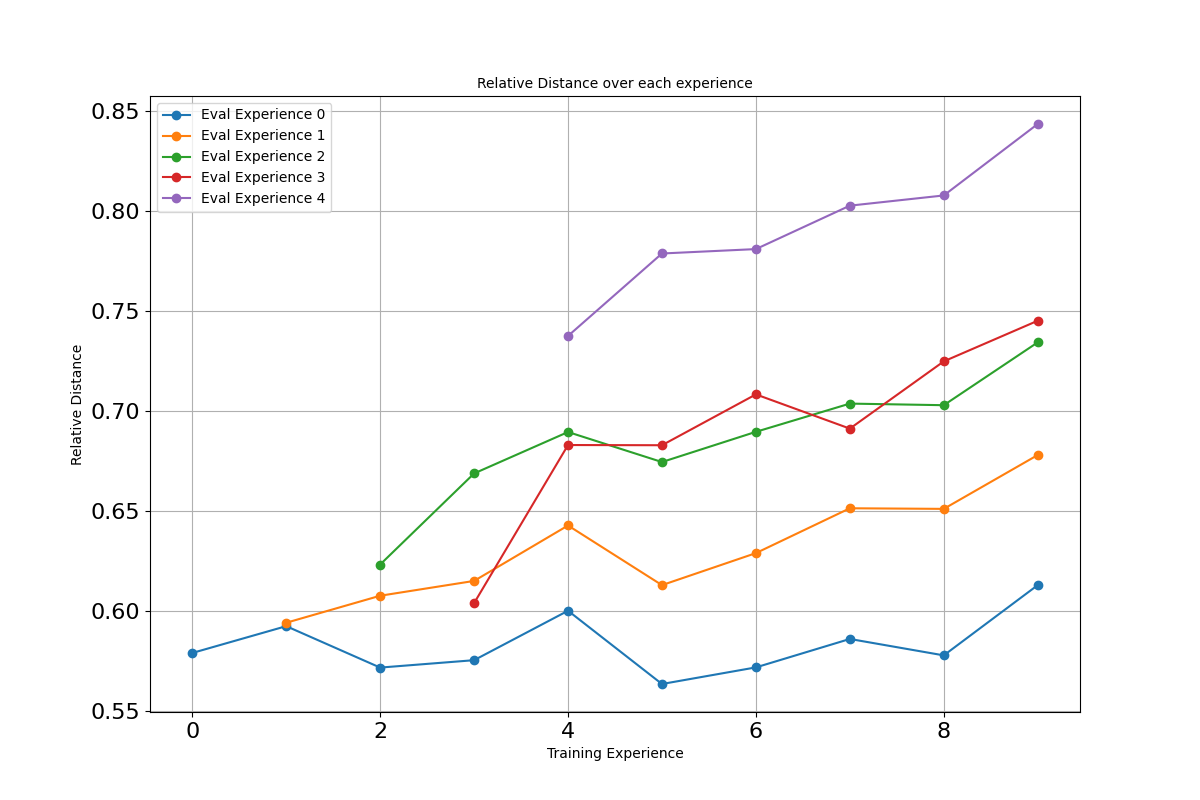 Relative Distance over each experience
Eval Experience 0
Eval Experience 1
Eval Experience 2
Eval Experience 3
Eval Experience 4
0.85
0.80
0.75
0.70
0.65
0.60
0.55
Relative Distance
0 2 4 6 8
Training Experience